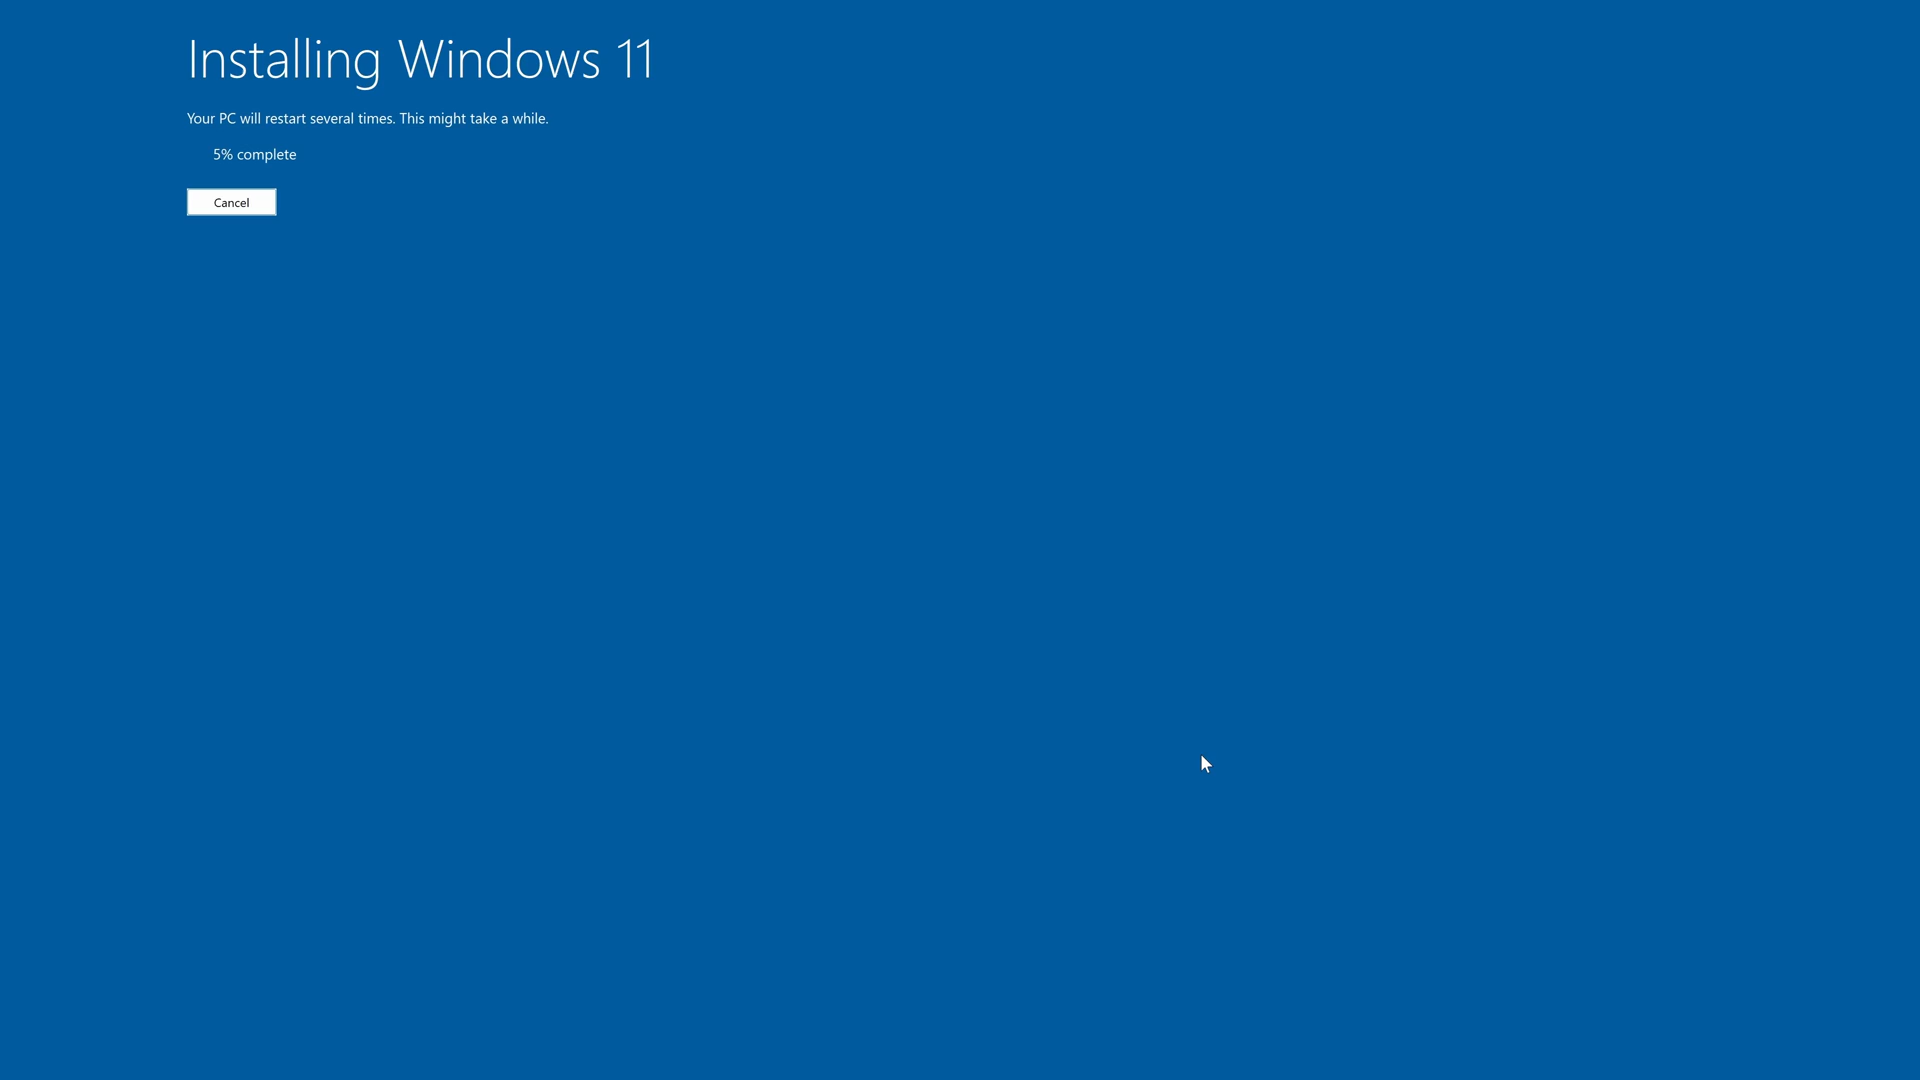 Installing Windows 11
Your PC will restart several times. This might take a while.
5% complete
Cancel